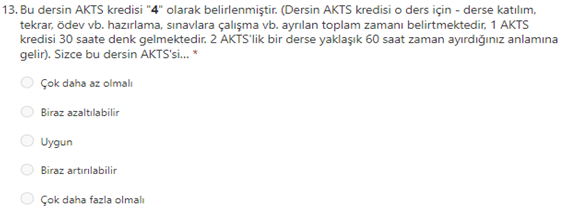 13. Bu dersin AKTS kredisi "4" olarak belirlenmiştir. (Dersin AKTS kredisi o ders için - derse katılım,
tekrar, ödev vb. hazırlama, sınavlara çalışma vb. ayrılan toplam zamanı belirtmektedir. 1 AKTS
kredisi 30 saate denk gelmektedir. 2 AKTS'lik bir derse yaklaşık 60 saat zaman ayırdığınız anlamına
gelir). Sizce bu dersin AKTS'si... *
Çok daha az olmalı
Biraz azaltılabilir
Uygun
Biraz artırılabilir
Çok daha fazla olmalı